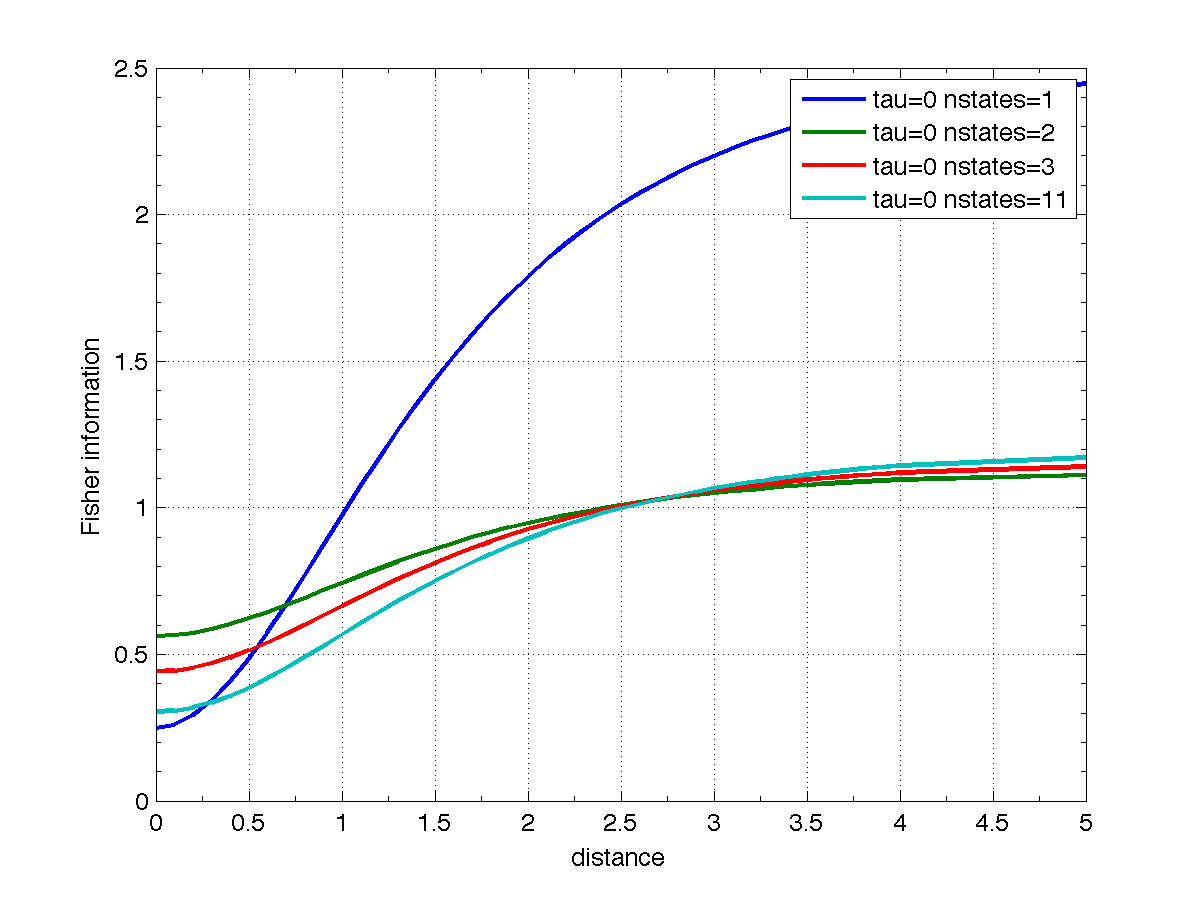 2.5
2
1.5
1
0.5
0
Fisher information
tau=0 nstates=1
tau=0 nstates=2
tau=0 nstates=3
tau=0 nstates=11
0 0.5 1 1.5 2 2.5 3 3.5 4 4.5 5
distance